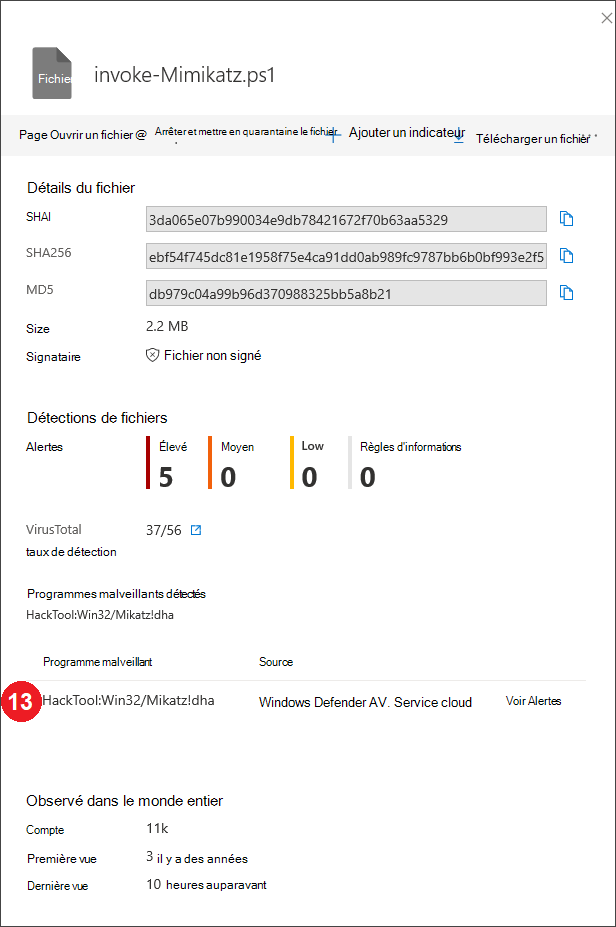 Fichier
invoke-Mimikatz.ps1
Page Ouvrir un fichier @ Arrêter et mettre en quarantaine le fichier Ajouter un indicateur Télécharger un fichier
Détails du fichier
SHAI 3da065e07b990034e9db78421672f70b63aa5329
SHA256 ebf54f745dc81e1958f75e4ca91dd0ab989fc9787bb6b0bf993e2f5
MD5 db979c04a99b96d370988325bb5a8b21
Size 2.2 MB
Signataire Fichier non signé
Détections de fichiers
Alertes Élevé Moyen Low Règles d'informations
5 0 0 0
VirusTotal 37/56
taux de détection
Programmes malveillants détectés
HackTool:Win32/Mikatz!dha
Programme malveillant Source
13 HackTool:Win32/Mikatz!dha Windows Defender AV. Service cloud Voir Alertes
Observé dans le monde entier
Compte 11k
Première vue 3 il y a des années
Dernière vue 10 heures auparavant